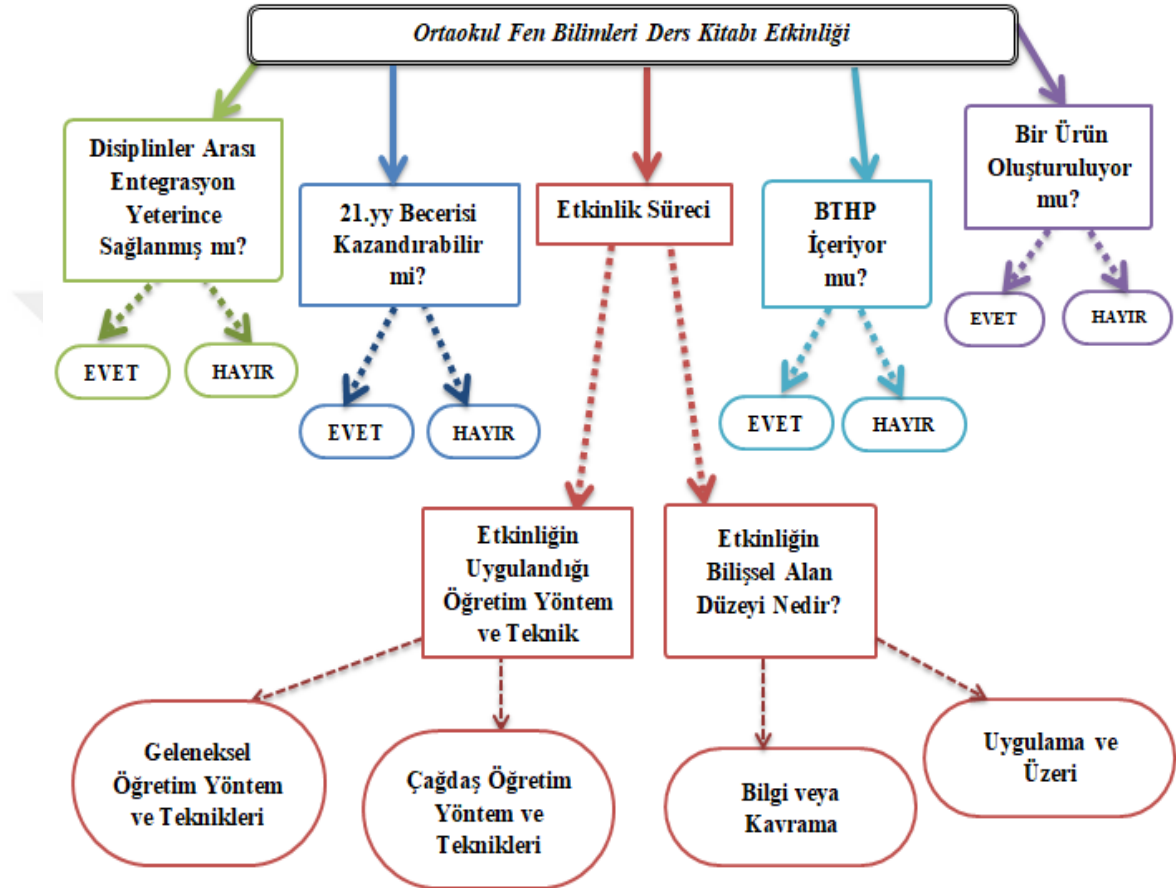 Ortaokul Fen Bilimleri Ders Kitabı Etkinliği
Disiplinler Arası
Entegrasyon
Yeterince
Sağlanmış mı?
EVET
HAYIR
21.yy Becerisi
Kazandırabilir
mi?
EVET
HAYIR
Etkinlik Süreci
BTHP
İçeriyor
mu?
EVET
HAYIR
Bir Ürün
Oluşturuluyor
mu?
EVET
HAYIR
Etkinliğin
Uygulandığı
Öğretim Yöntem
ve Teknik
Etkinliğin
Bilişsel Alan
Düzeyi Nedir?
Geleneksel
Öğretim Yöntem
ve Teknikleri
Çağdaş Öğretim
Yöntem ve
Teknikleri
Bilgi veya
Kavrama
Uygulama ve
Üzeri